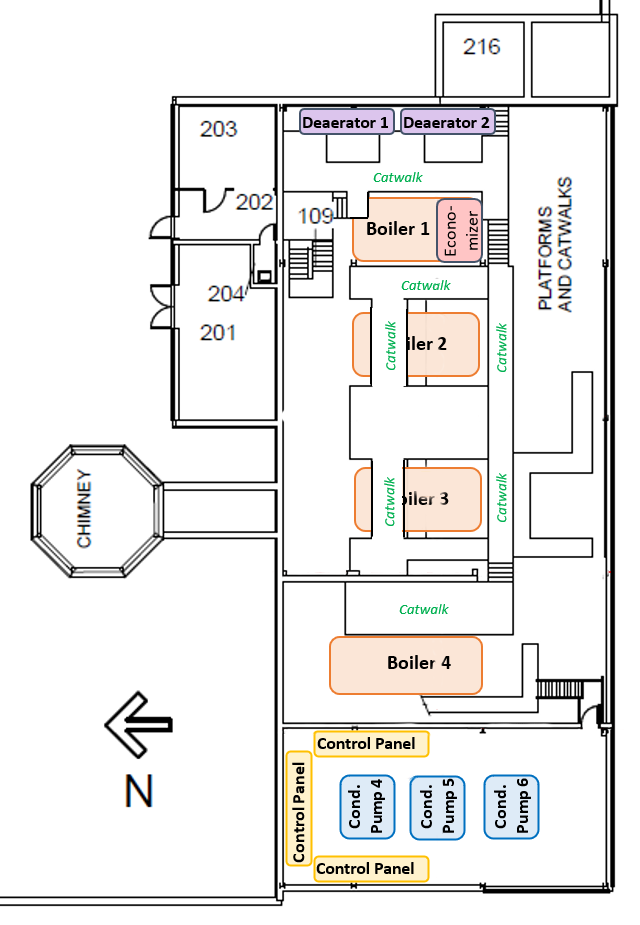 216
203
Deaerator 1
Deaerator 2
Catwalk
202
109
Boiler 1
Econo-
mizer
PLATFORMS
AND CATWALKS
204
Catwalk
201
Catwalk
iler 2
Catwalk
CHIMNEY
Catwalk
iler 3
Catwalk
Catwalk
Boiler 4
N
Control Panel
Control Panel
Cond.
Pump 4
Cond.
Pump 5
Cond.
Pump 6
Control Panel